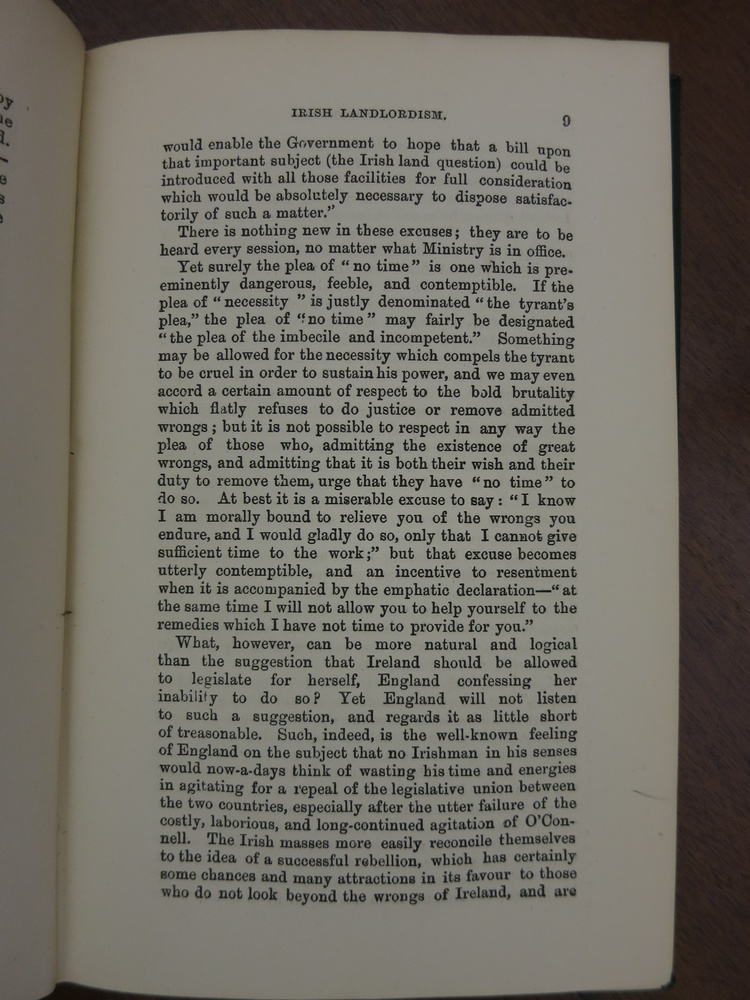 IRISH LANDLORDISM. 9
would enable the Government to hope that a bill upon
that important subject (the Irish land question) could be
introduced with all those facilities for full consideration
which would be absolutely necessary to dispose satisfac-
torily of such a matter.”
There is nothing new in these excuses; they are to be
heard every session, no matter what Ministry is in office.
Yet surely the plea of “no time” is one which is pre-
eminently dangerous, feeble, and contemptible. If the
plea of “necessity” is justly denominated “the tyrant's
plea,” the plea of “no time” may fairly be designated
“the plea of the imbecile and incompetent.” Something
may be allowed for the necessity which compels the tyrant
to be cruel in order to sustain his power, and we may even
accord a certain amount of respect to the bold brutality
which flatly refuses to do justice or remove admitted
wrongs; but it is not possible to respect in any way the
plea of those who, admitting the existence of great
wrongs, and admitting that it is both their wish and their
duty to remove them, urge that they have “no time” to
do so. At best it is a miserable excuse to say: “I know
I am morally bound to relieve you of the wrongs you
endure, and I would gladly do so, only that I cannot give
sufficient time to the work;” but that excuse becomes
utterly contemptible, and an incentive to resentment
when it is accompanied by the emphatic declaration—“at
the same time I will not allow you to help yourself to the
remedies which I have not time to provide for you.”
What, however, can be more natural and logical
than the suggestion that Ireland should be allowed
to legislate for herself, England confessing her
inability to do so? Yet England will not listen
to such a suggestion, and regards it as little short
of treasonable. Such, indeed, is the well-known feeling
of England on the subject that no Irishman in his senses
would now-a-days think of wasting his time and energies
in agitating for a repeal of the legislative union between
the two countries, especially after the utter failure of the
costly, laborious, and long-continued agitation of O'Con-
nell. The Irish masses more easily reconcile themselves
to the idea of a successful rebellion, which has certainly
some chances and many attractions in its favour to those
who do not look beyond the wrongs of Ireland, and are